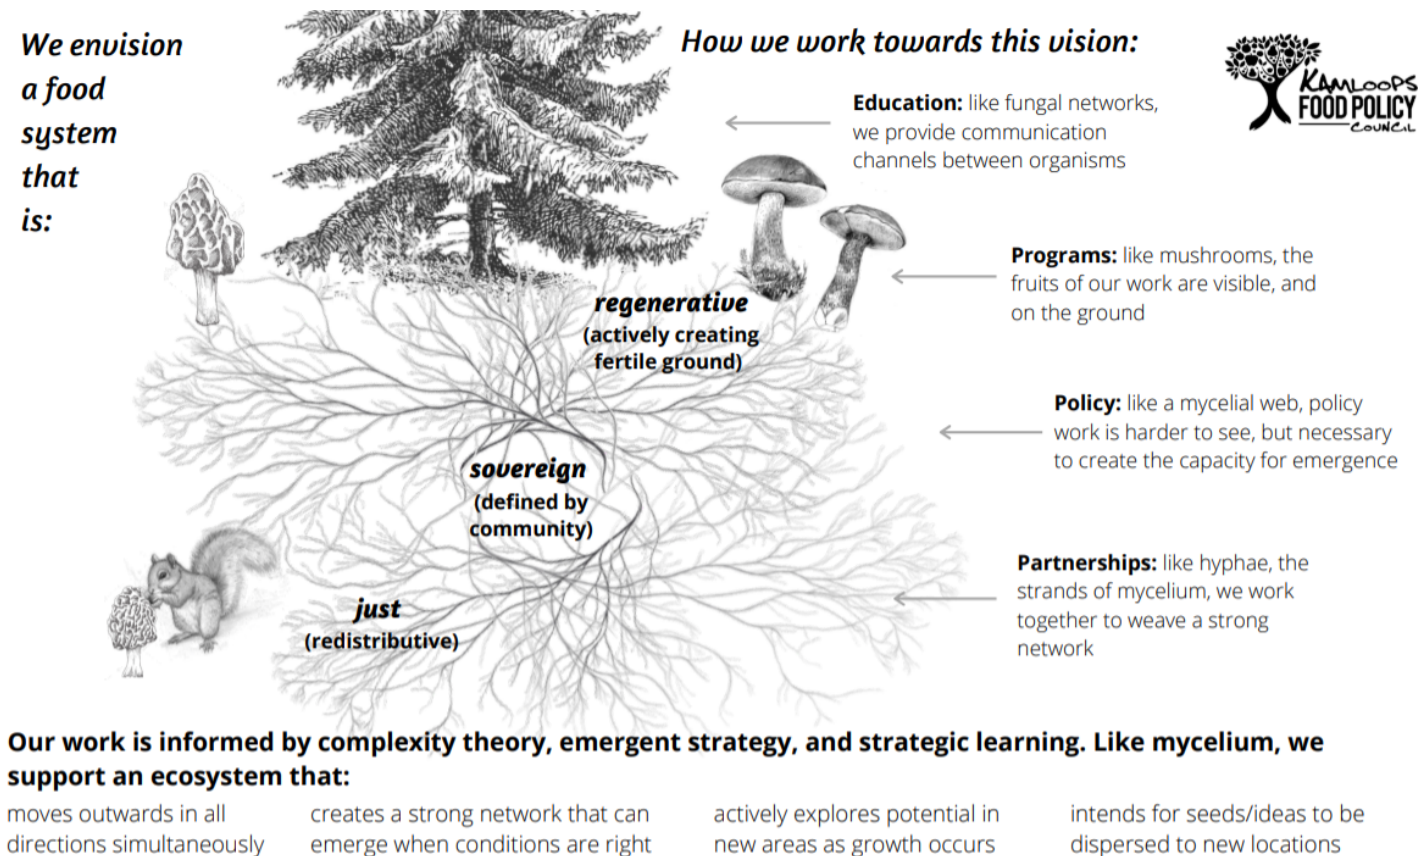 We envision
a food
system
that
is:
How we work towards this vision:
KAMLOOPS
FOOD POLICY
COUNCIL
Education: like fungal networks,
we provide communication
channels between organisms
Programs: like mushrooms, the
fruits of our work are visible, and
on the ground
regenerative
(actively creating
fertile ground)
Policy: like a mycelial web, policy
work is harder to see, but necessary
to create the capacity for emergence
sovereign
(defined by
community)
Partnerships: like hyphae, the
strands of mycelium, we work
together to weave a strong
network
just
(redistributive)
Our work is informed by complexity theory, emergent strategy, and strategic learning. Like mycelium, we
support an ecosystem that:
moves outwards in all
directions simultaneously
creates a strong network that can
emerge when conditions are right
actively explores potential in
new areas as growth occurs
intends for seeds/ideas to be
dispersed to new locations